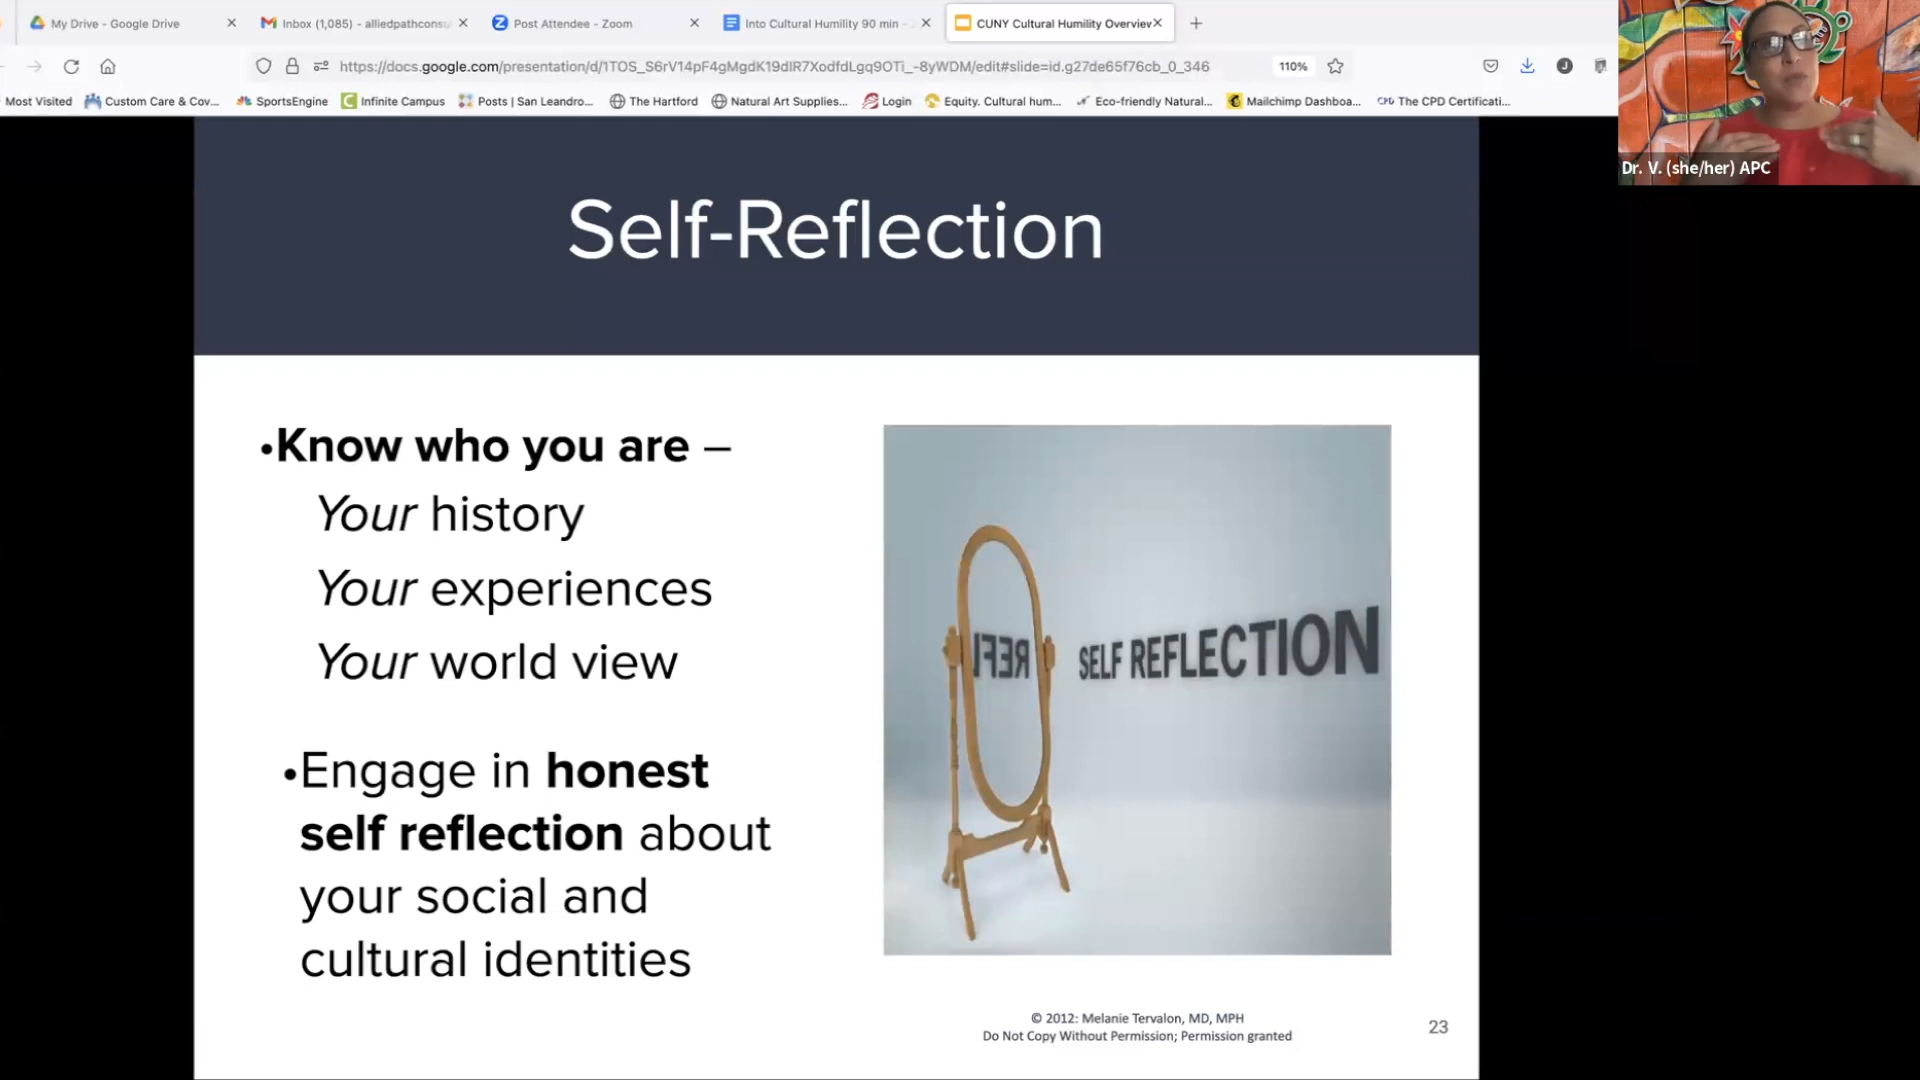 My Drive - Google Drive
Inbox (1,085) - alliedpathconsu
Post Attendee - Zoom
Into Cultural Humility 90 min -
CUNY Cultural Humility Overview
https://docs.google.com/presentation/d/1TOS_S6rV14pF4gMgdK19dIR7XodfdLgq9OTi_-8yWDM/edit#slide=id.g27de65f76cb_0_346
110%
J
Most Visited
Custom Care & Cov...
SportsEngine
Infinite Campus
Posts | San Leandro...
The Hartford
Natural Art Supplies...
Login
Equity. Cultural hum...
Eco-friendly Natural...
Mailchimp Dashboa...
CPD The CPD Certificati...
Dr. V. (she/her) APC
Self-Reflection
•Know who you are –
Your history
Your experiences
Your world view
•Engage in honest
self reflection about
your social and
cultural identities
REFL
SELF REFLECTION
© 2012: Melanie Tervalon, MD, MPH
Do Not Copy Without Permission; Permission granted
23